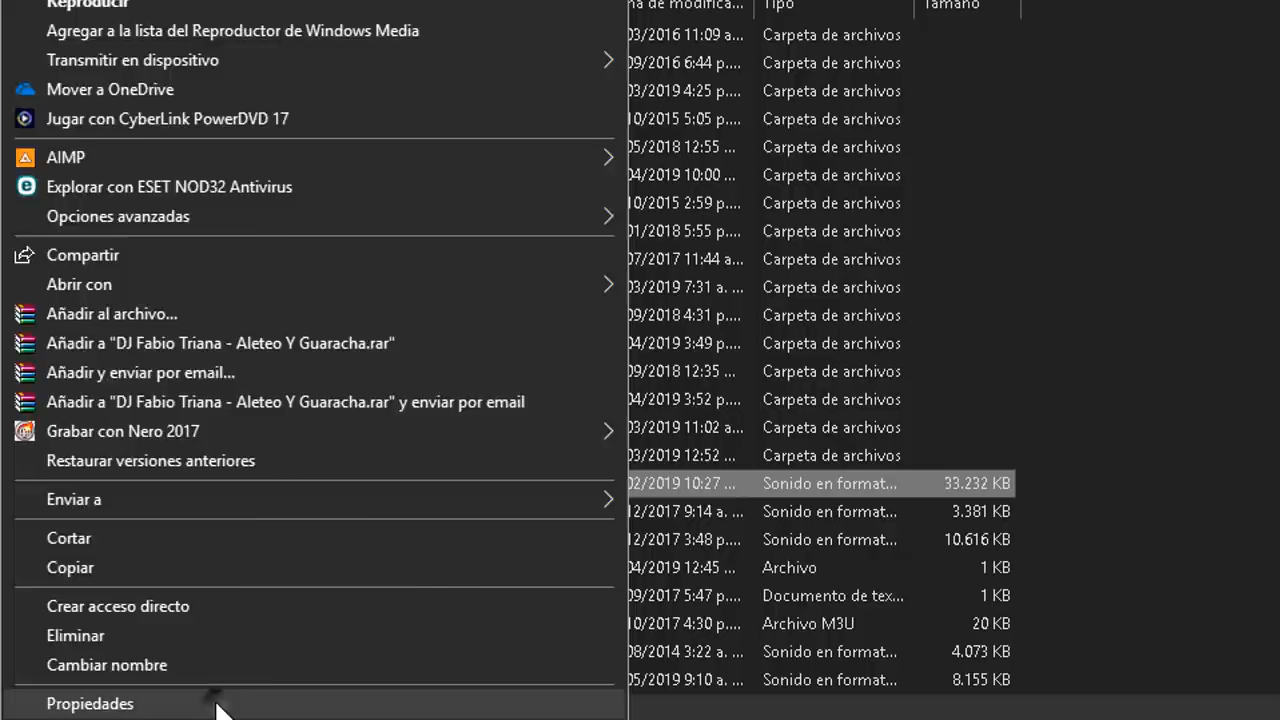 Reproducir
Agregar a la lista del Reproductor de Windows Media
Transmitir en dispositivo
Mover a OneDrive
Jugar con CyberLink PowerDVD 17
AIMP
Explorar con ESET NOD32 Antivirus
Opciones avanzadas
Compartir
Abrir con
Añadir al archivo...
Añadir a "DJ Fabio Triana - Aleteo Y Guaracha.rar"
Añadir y enviar por email...
Añadir a "DJ Fabio Triana - Aleteo Y Guaracha.rar" y enviar por email
Grabar con Nero 2017
Restaurar versiones anteriores
Enviar a
Cortar
Copiar
Crear acceso directo
Eliminar
Cambiar nombre
Propiedades
de modifica... Tipo Tamaño
03/2016 11:09 a... Carpeta de archivos
09/2016 6:44 p.... Carpeta de archivos
03/2019 4:25 p.... Carpeta de archivos
10/2015 5:05 p.... Carpeta de archivos
05/2018 12:55 ... Carpeta de archivos
04/2019 10:00 ... Carpeta de archivos
10/2015 2:59 p.... Carpeta de archivos
01/2018 5:55 p.... Carpeta de archivos
07/2017 11:44 a... Carpeta de archivos
03/2019 7:31 a. ... Carpeta de archivos
09/2018 4:31 p.... Carpeta de archivos
04/2019 3:49 p.... Carpeta de archivos
09/2018 12:35 ... Carpeta de archivos
04/2019 3:52 p.... Carpeta de archivos
03/2019 11:02 a... Carpeta de archivos
03/2019 12:52 ... Carpeta de archivos
02/2019 10:27 ... Sonido en format... 33.232 KB
12/2017 9:14 a. ... Sonido en format... 3.381 KB
12/2017 3:48 p.... Sonido en format... 10.616 KB
04/2019 12:45 ... Archivo 1 KB
09/2017 5:47 p.... Documento de tex... 1 KB
10/2017 4:30 p.... Archivo M3U 20 KB
08/2014 3:22 a. ... Sonido en format... 4.073 KB
05/2019 9:10 a. ... Sonido en format... 8.155 KB